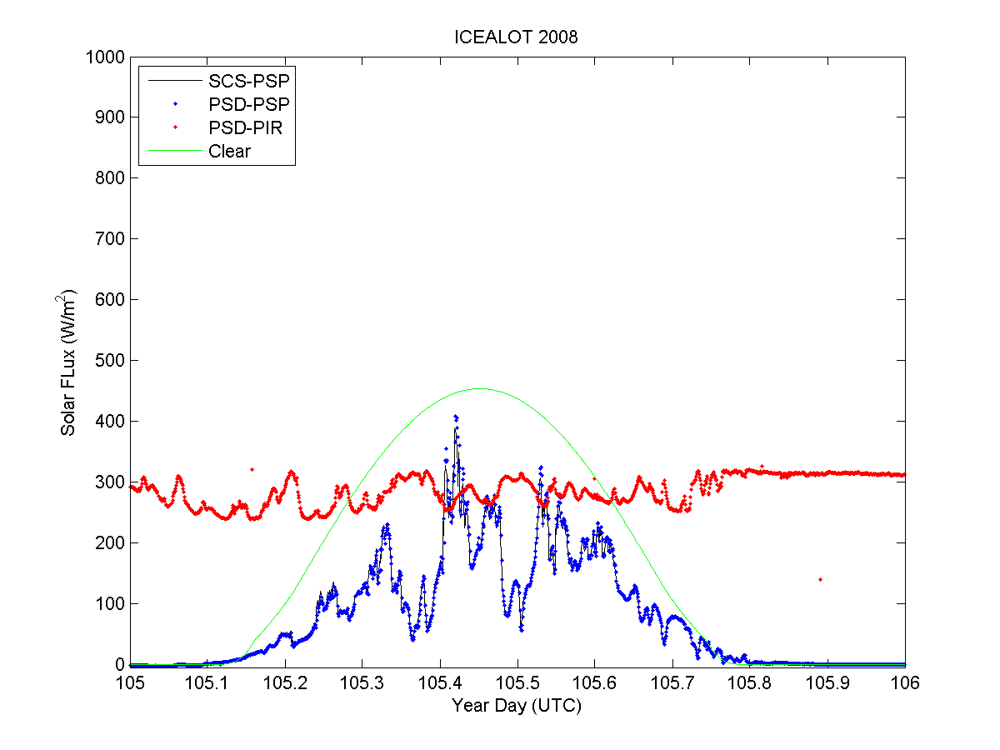 ICEALOT 2008
1000
900
800
700
600
500
400
300
200
100
0
SCS-PSP
PSD-PSP
PSD-PIR
Clear
Solar FLux (W/m²)
105 105.1 105.2 105.3 105.4 105.5 105.6 105.7 105.8 105.9 106
Year Day (UTC)